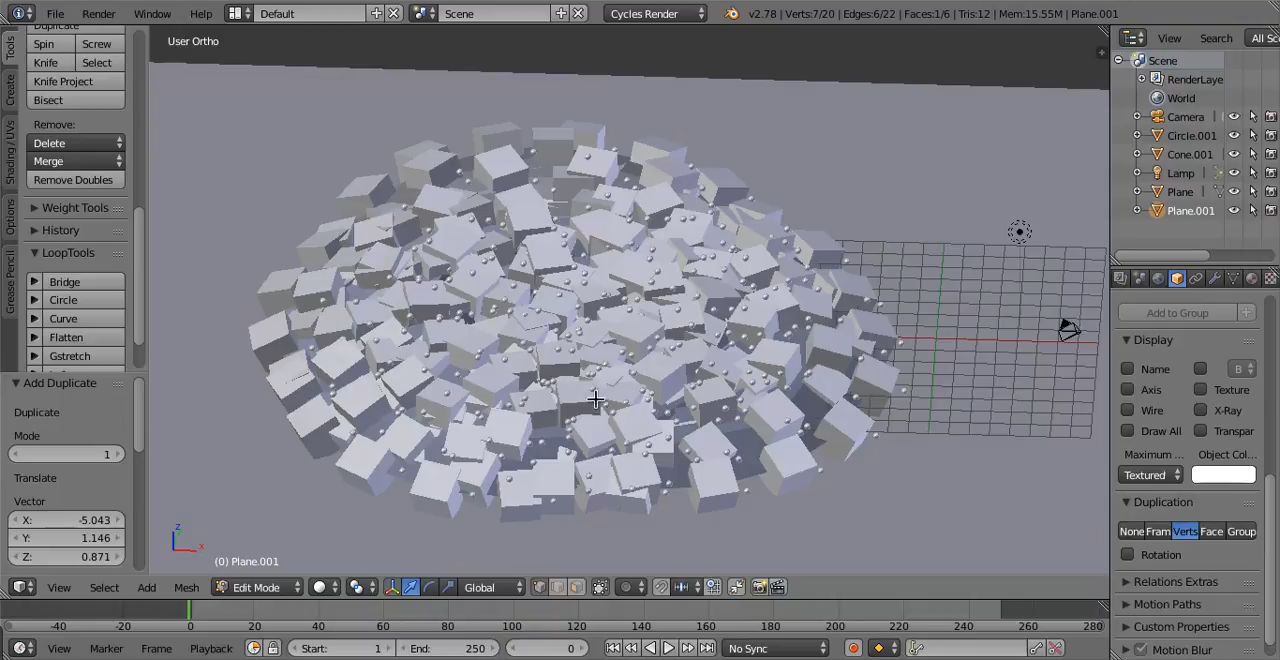 File Render Window Help Default Scene Cycles Render v2.78 | Verts:7/20 | Edges:6/22 | Faces:1/6 | Tris:12 | Mem:15.55M | Plane.001
User Ortho
Tools
Create
Shading / UVs
Options
Grease Pencil
Duplicate
Spin Screw
Knife Select
Knife Project
Bisect
Remove:
Delete
Merge
Remove Doubles
Weight Tools
History
LoopTools
Bridge
Circle
Curve
Flatten
Gstretch
Add Duplicate
Duplicate
Mode
1
Translate
Vector
X: -5.043
Y: 1.146
Z: 0.871
z
x
(0) Plane.001
View Select Add Mesh Edit Mode Global
View Search All Sc
Scene
RenderLaye
World
Camera
Circle.001
Cone.001
Lamp
Plane
Plane.001
Add to Group
Display
Name B
Axis Texture
Wire X-Ray
Draw All Transpar
Maximum ... Object Col...
Textured
Duplication
None Fram Verts Face Group
Rotation
Relations Extras
Motion Paths
Custom Properties
Motion Blur
-40 -20 0 20 40 60 80 100 120 140 160 180 200 220 240 260 280
View Marker Frame Playback Start: 1 End: 250 0 No Sync